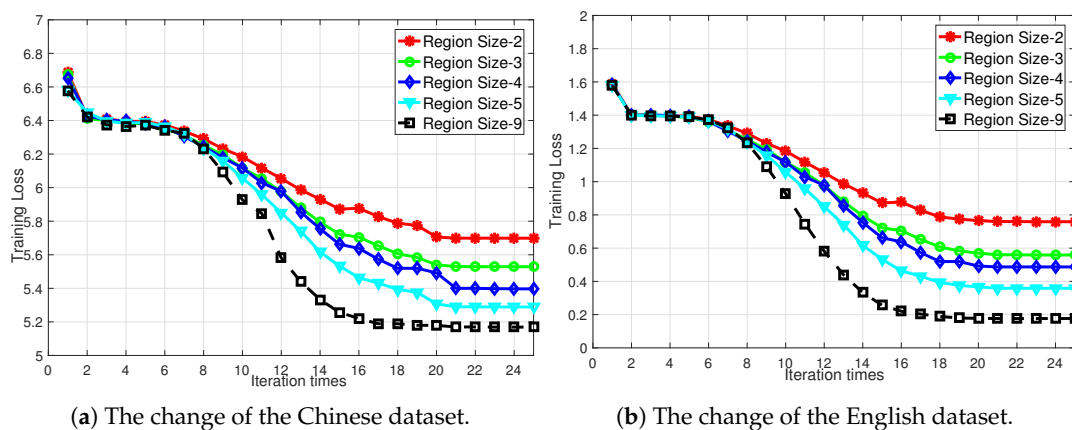 7
6.8
6.6
6.4
6.2
6
5.8
5.6
5.4
5.2
5
Training Loss
0 2 4 6 8 10 12 14 16 18 20 22 24
Iteration times
Region Size-2
Region Size-3
Region Size-4
Region Size-5
Region Size-9
(a) The change of the Chinese dataset.
2
1.8
1.6
1.4
1.2
1
0.8
0.6
0.4
0.2
0
Training Loss
0 2 4 6 8 10 12 14 16 18 20 22 24
Iteration times
Region Size-2
Region Size-3
Region Size-4
Region Size-5
Region Size-9
(b) The change of the English dataset.